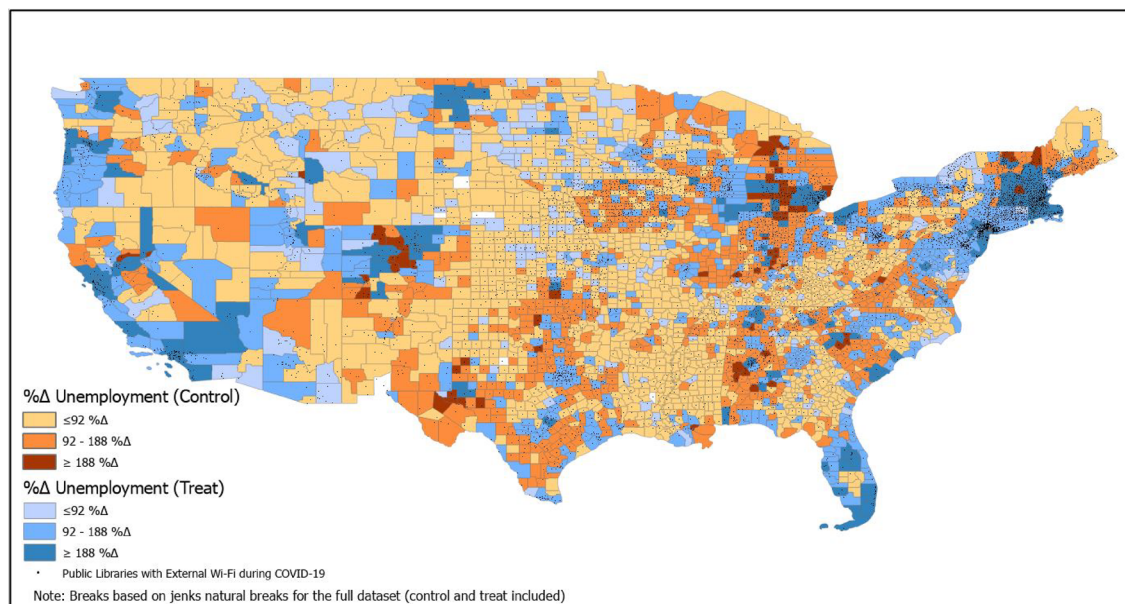 %Δ Unemployment (Control)
≤92 %Δ
92 - 188 %Δ
≥ 188 %Δ
%Δ Unemployment (Treat)
≤92 %Δ
92 - 188 %Δ
≥ 188 %Δ
Public Libraries with External Wi-Fi during COVID-19
Note: Breaks based on jenks natural breaks for the full dataset (control and treat included)